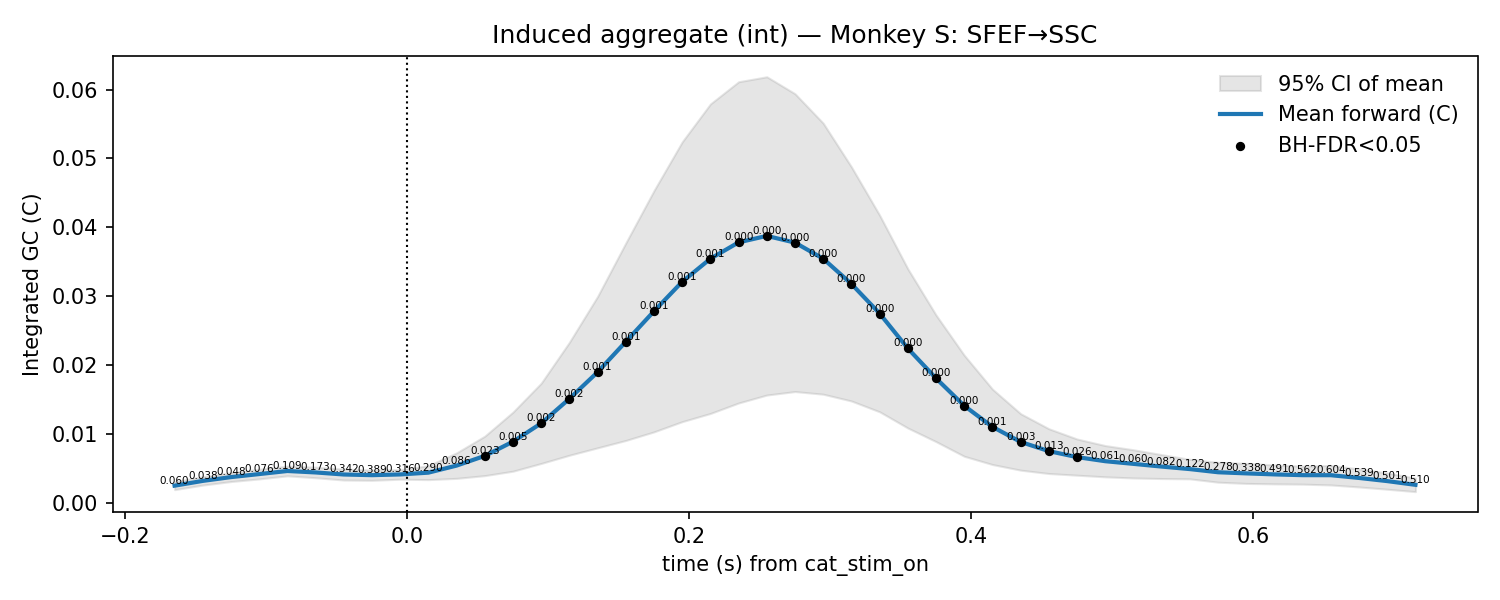 Induced aggregate (int) — Monkey S: SFEF→SSC
0.06
0.05
0.04
0.03
0.02
0.01
0.00
Integrated GC (C)
95% CI of mean
Mean forward (C)
BH-FDR<0.05
0.060 0.038 0.048 0.076 0.109 0.173 0.342 0.389 0.316 0.290 0.086 0.023 0.005 0.002 0.002 0.001 0.001 0.001 0.001 0.001 0.000 0.000 0.000 0.000 0.000 0.000 0.000 0.000 0.000 0.001 0.003 0.013 0.026 0.061 0.060 0.082 0.122 0.278 0.338 0.491 0.562 0.604 0.539 0.501 0.510
−0.2 0.0 0.2 0.4 0.6
time (s) from cat_stim_on